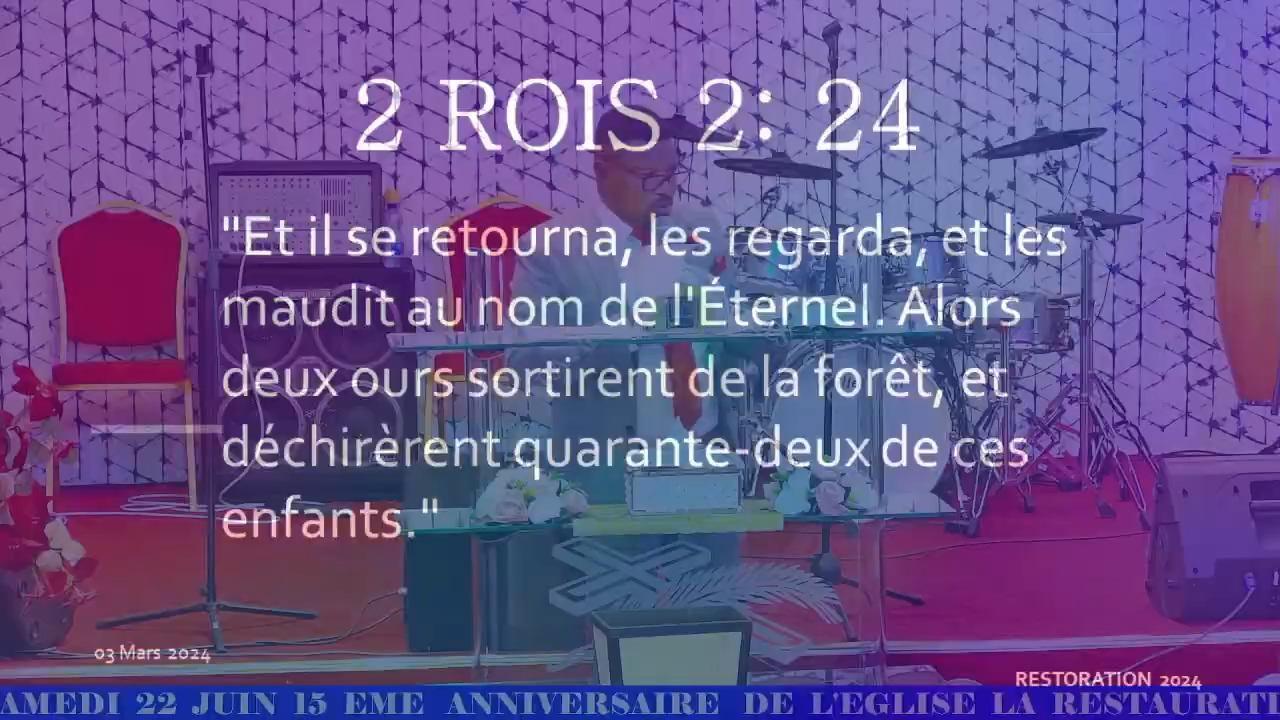 2 ROIS 2: 24
"Et il se retourna, les regarda, et les
maudit au nom de l'Éternel. Alors
deux ours sortirent de la forêt, et
déchirèrent quarante-deux de ces
enfants."
03 Mars 2024
RESTORATION 2024
AMEDI 22 JUIN 15 EME ANNIVERSAIRE DE L'EGLISE LA RESTAURATI